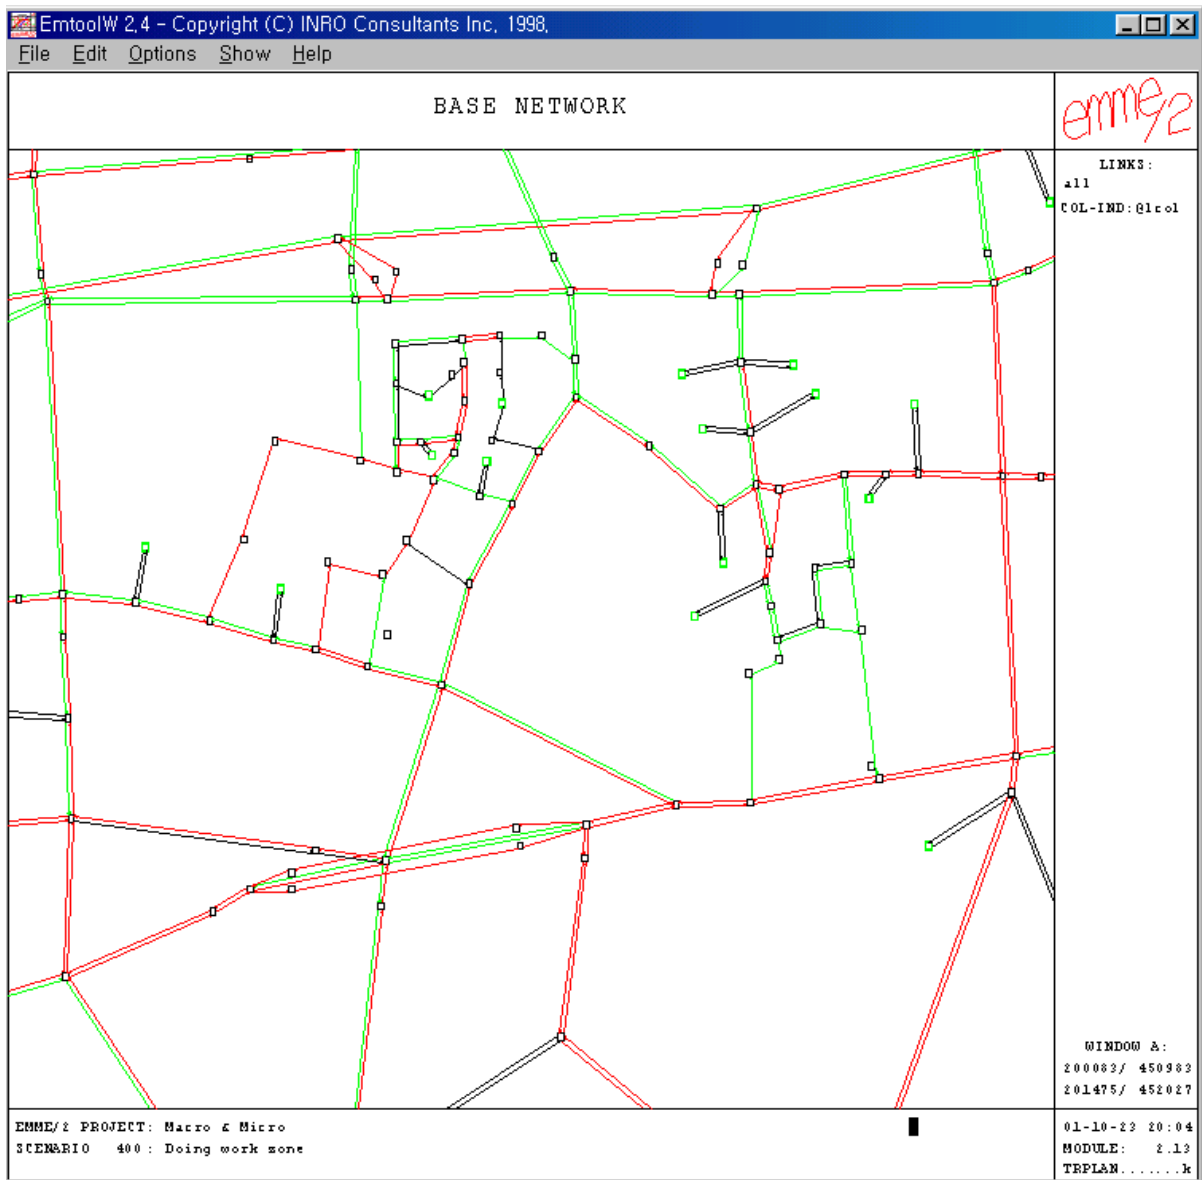 EmtoolW 2,4 - Copyright (C) INRO Consultants Inc, 1998,
File Edit Options Show Help
BASE NETWORK
emme/2
LINKS:
all
COL-IND:@lcol
WINDOW A:
200083/ 450983
201475/ 452027
EMME/2 PROJECT: Macro & Micro
SCENARIO 400: Doing work zone
01-10-23 20:04
MODULE: 2.13
TRPLAN.......k